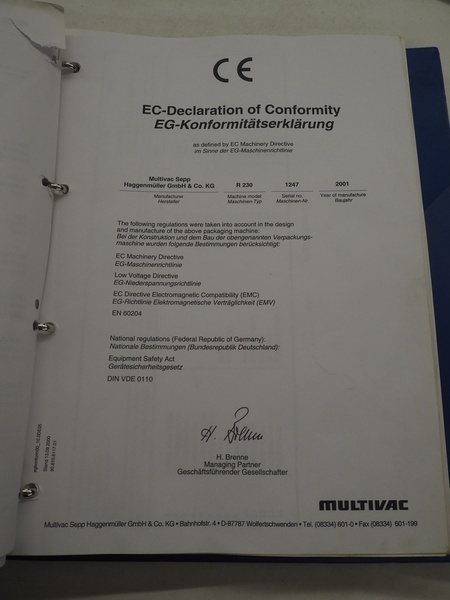 CE
EC-Declaration of Conformity
EG-Konformitätserklärung
as defined by EC Machinery Directive
im Sinne der EG-Maschinenrichtlinie
Multivac Sepp
Haggenmüller GmbH & Co. KG R 230 1247 2001
Manufacturer Machine model Serial no. Year of manufacture
Hersteller Maschinen-Typ Maschinen-Nr. Baujahr
The following regulations were taken into account in the design
and manufacture of the above packaging machine:
Bei der Konstruktion und dem Bau der obengenannten Verpackungs-
maschine wurden folgende Bestimmungen berücksichtigt:
EC Machinery Directive
EG-Maschinenrichtlinie
Low Voltage Directive
EG-Niederspannungsrichtlinie
EC Directive Electromagnetic Compatibility (EMC)
EG-Richtlinie Elektromagnetische Verträglichkeit (EMV)
EN 60204
National regulations (Federal Republic of Germany):
Nationale Bestimmungen (Bundesrepublik Deutschland):
Equipment Safety Act
Gerätesicherheitsgesetz
DIN VDE 0110
H. Brenne
H. Brenne
Managing Partner
Geschäftsführender Gesellschafter
MULTIVAC
Multivac Sepp Haggenmüller GmbH & Co. KG • Bahnhofstr. 4 • D-87787 Wolfertschwenden • Tel. (08334) 601-0 • Fax (08334) 601-199